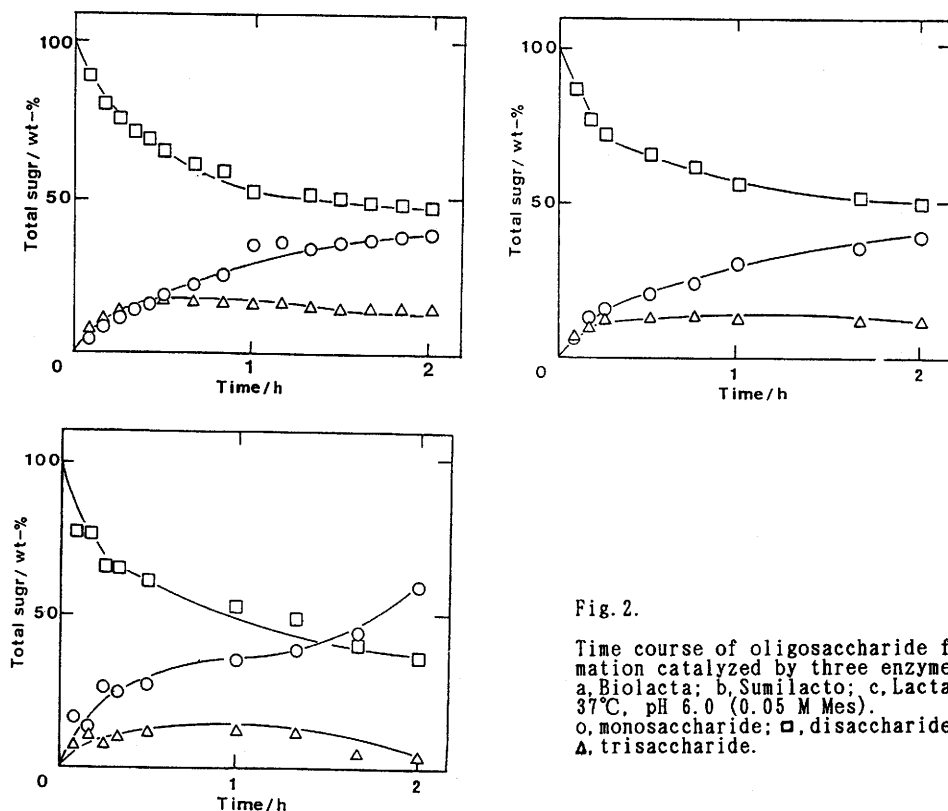 100
50
0
1
2
Total sugr/ wt-%
Time/h
100
50
0
1
2
Total sugr/ wt-%
Time/h
100
50
0
1
2
Total sugr/ wt-%
Time/h
Fig. 2.
Time course of oligosaccharide f
mation catalyzed by three enzyme
a, Biolacta; b, Sumilacto; c, Lacta
37℃, pH 6.0 (0.05 M Mes).
o, monosaccharide; □, disaccharide
△, trisaccharide.